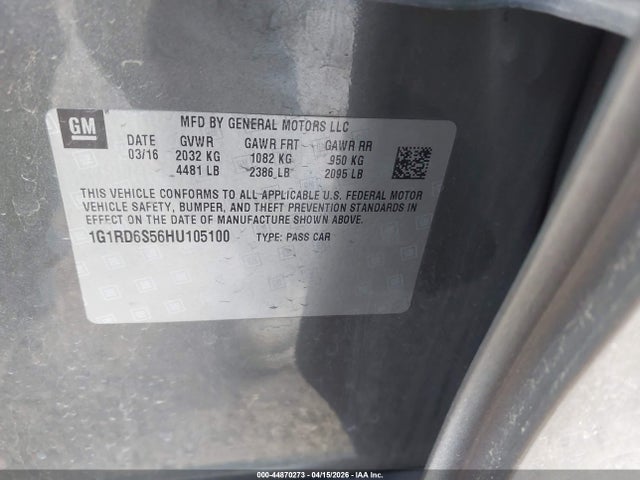 GM
MFD BY GENERAL MOTORS LLC
DATE GVWR GAWR FRT GAWR RR
03/16 2032 KG 1082 KG 950 KG
4481 LB 2386 LB 2095 LB
THIS VEHICLE CONFORMS TO ALL APPLICABLE U.S. FEDERAL MOTOR
VEHICLE SAFETY, BUMPER, AND THEFT PREVENTION STANDARDS IN
EFFECT ON THE DATE OF MANUFACTURE SHOWN ABOVE.
1G1RD6S56HU105100 TYPE: PASS CAR
000-44870273 - 04/15/2026 - IAA Inc.